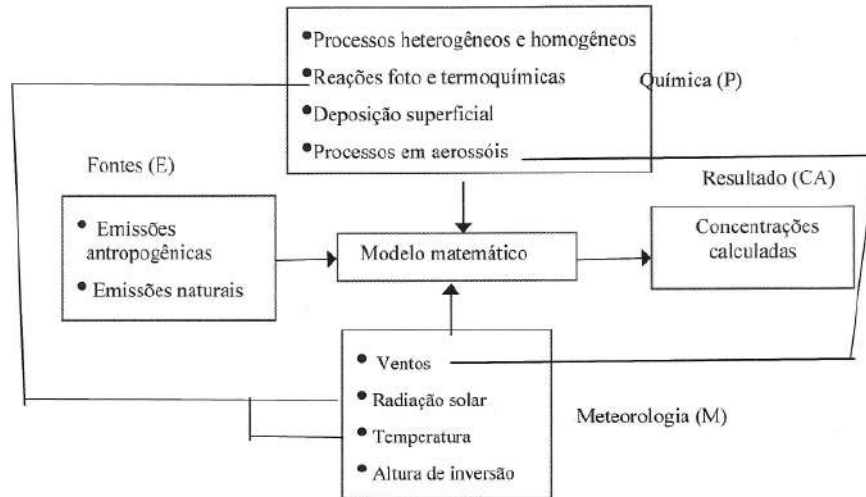 •Processos heterogêneos e homogêneos
•Reações foto e termoquímicas
•Deposição superficial
•Processos em aerossóis
Química (P)
Fontes (E)
• Emissões
antropogênicas
• Emissões naturais
Modelo matemático
Resultado (CA)
Concentrações
calculadas
• Ventos
• Radiação solar
• Temperatura
• Altura de inversão
Meteorologia (M)